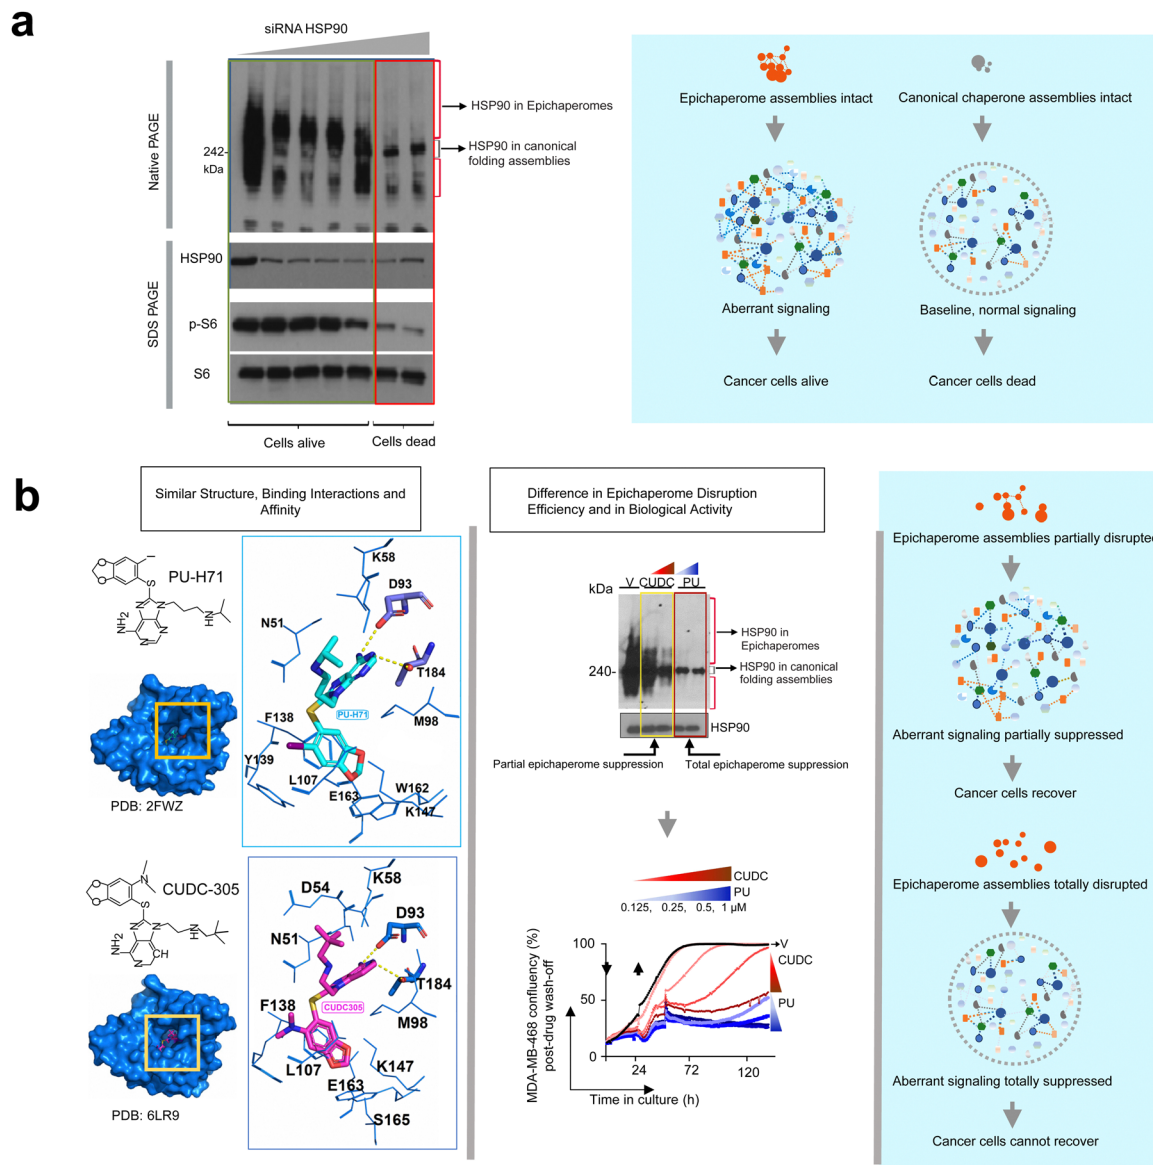 a
siRNA HSP90
Native PAGE
242
kDa
HSP90 in Epichaperomes
HSP90 in canonical
folding assemblies
SDS PAGE
HSP90
p-S6
S6
Cells alive
Cells dead
Epichaperome assemblies intact
Canonical chaperone assemblies intact
Aberrant signaling
Baseline, normal signaling
Cancer cells alive
Cancer cells dead
b
Similar Structure, Binding Interactions and
Affinity
PU-H71
I
O
O
S
NH2
N
N
N
N
HN
PDB: 2FWZ
K58
D93
N51
T184
M98
PU-H71
F138
Y139
L107
E163
W162
K147
CUDC-305
N
O
O
S
N
N
NH2
N
CH
HN
PDB: 6LR9
K58
D54
D93
N51
T184
CUDC305
F138
M98
L107
E163
K147
S165
Difference in Epichaperome Disruption
Efficiency and in Biological Activity
kDa
V CUDC PU
240-
HSP90 in
Epichaperomes
HSP90 in canonical
folding assemblies
HSP90
Partial epichaperome suppression
Total epichaperome suppression
CUDC
PU
0.125, 0.25, 0.5, 1 μM
MDA-MB-468 confluency (%)
post-drug wash-off
100
50
0
24
72
120
Time in culture (h)
V
CUDC
PU
Epichaperome assemblies partially disrupted
Aberrant signaling partially suppressed
Cancer cells recover
Epichaperome assemblies totally disrupted
Aberrant signaling totally suppressed
Cancer cells cannot recover